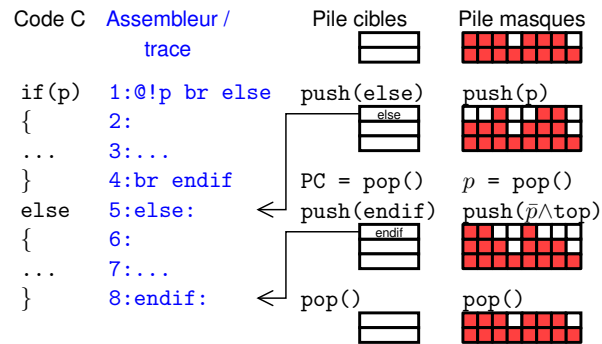 Code C Assembleur / Pile cibles Pile masques
trace
if(p) 1:@!p br else push(else) push(p)
{ 2: else
... 3:...
} 4:br endif PC = pop() p = pop()
else 5:else: push(endif) push(p̄∧top)
{ 6: endif
... 7:...
} 8:endif: pop() pop()